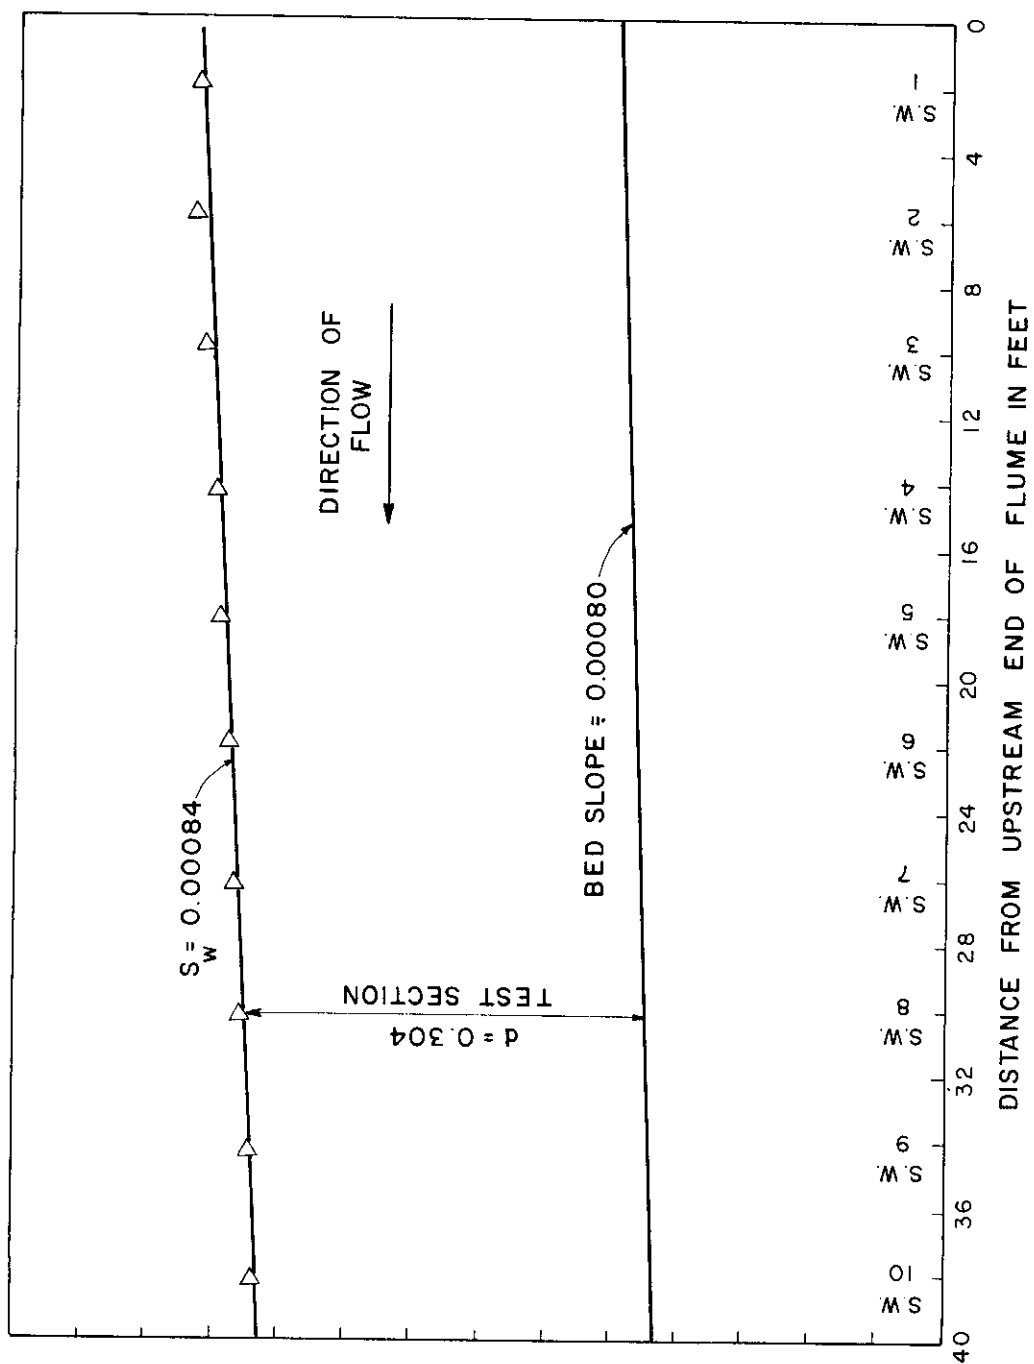 S = 0.00084
w
DIRECTION OF
FLOW
BED SLOPE = 0.00080
d = 0.304
TEST SECTION
S.W. 10
S.W. 9
S.W. 8
S.W. 7
S.W. 6
S.W. 5
S.W. 4
S.W. 3
S.W. 2
S.W. 1
40 36 32 28 24 20 16 12 8 4 0
DISTANCE FROM UPSTREAM END OF FLUME IN FEET